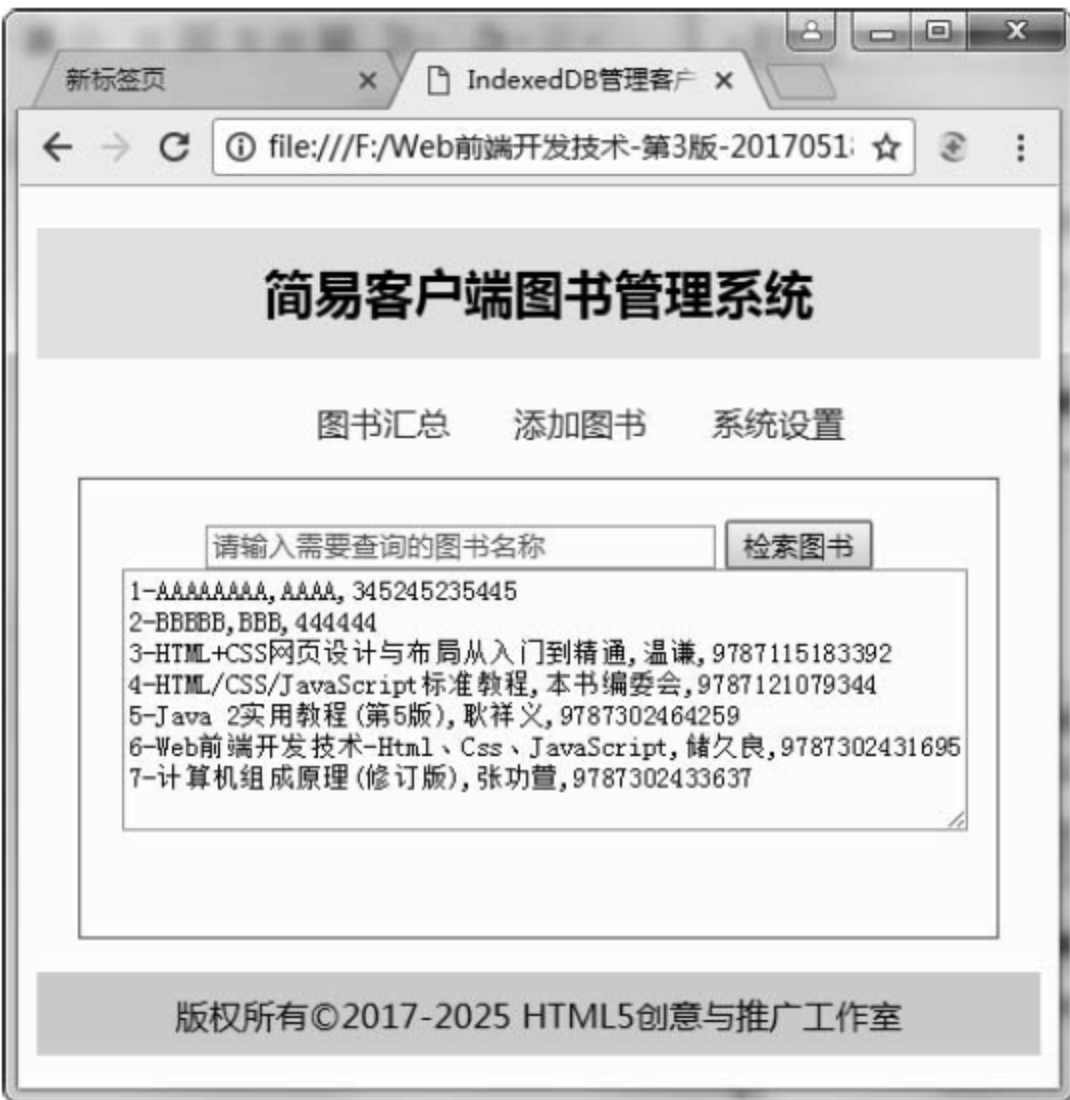 新标签页
IndexedDB管理客户
file:///F:/Web前端开发技术-第3版-2017051
简易客户端图书管理系统
图书汇总 添加图书 系统设置
请输入需要查询的图书名称 检索图书
1-AAAAAAAA,AAAA,345245235445
2-BBBBB,BBB,444444
3-HTML+CSS网页设计与布局从入门到精通,温谦,9787115183392
4-HTML/CSS/JavaScript标准教程,本书编委会,9787121079344
5-Java 2实用教程(第5版),耿祥义,9787302464259
6-Web前端开发技术-Html、Css、JavaScript,储久良,9787302431695
7-计算机组成原理(修订版),张功萱,9787302433637
版权所有©2017-2025 HTML5创意与推广工作室